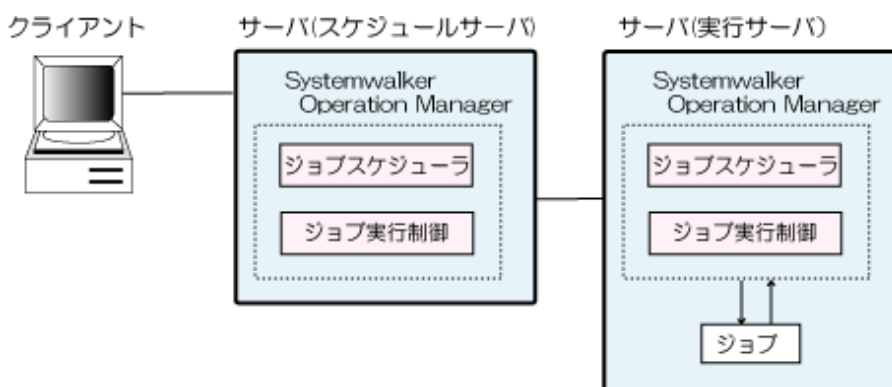 クライアント
サーバ(スケジュールサーバ)
サーバ(実行サーバ)
Systemwalker
Operation Manager
ジョブスケジューラ
ジョブ実行制御
Systemwalker
Operation Manager
ジョブスケジューラ
ジョブ実行制御
ジョブ